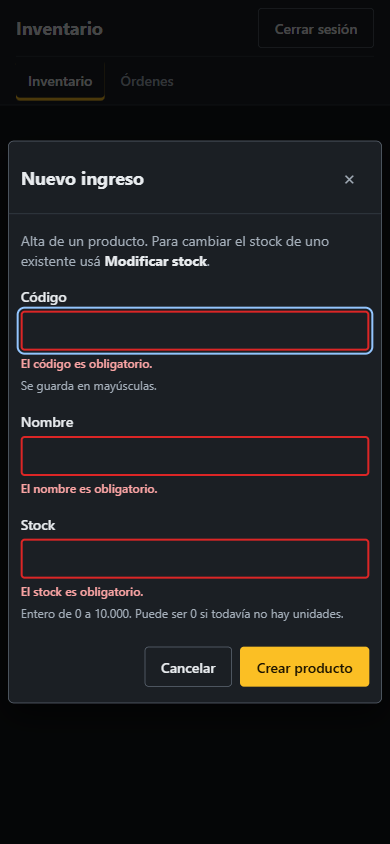 Inventario
Cerrar sesión
Inventario
Órdenes
Nuevo ingreso
×
Alta de un producto. Para cambiar el stock de uno
existente usá Modificar stock.
Código
El código es obligatorio.
Se guarda en mayúsculas.
Nombre
El nombre es obligatorio.
Stock
El stock es obligatorio.
Entero de 0 a 10.000. Puede ser 0 si todavía no hay unidades.
Cancelar
Crear producto